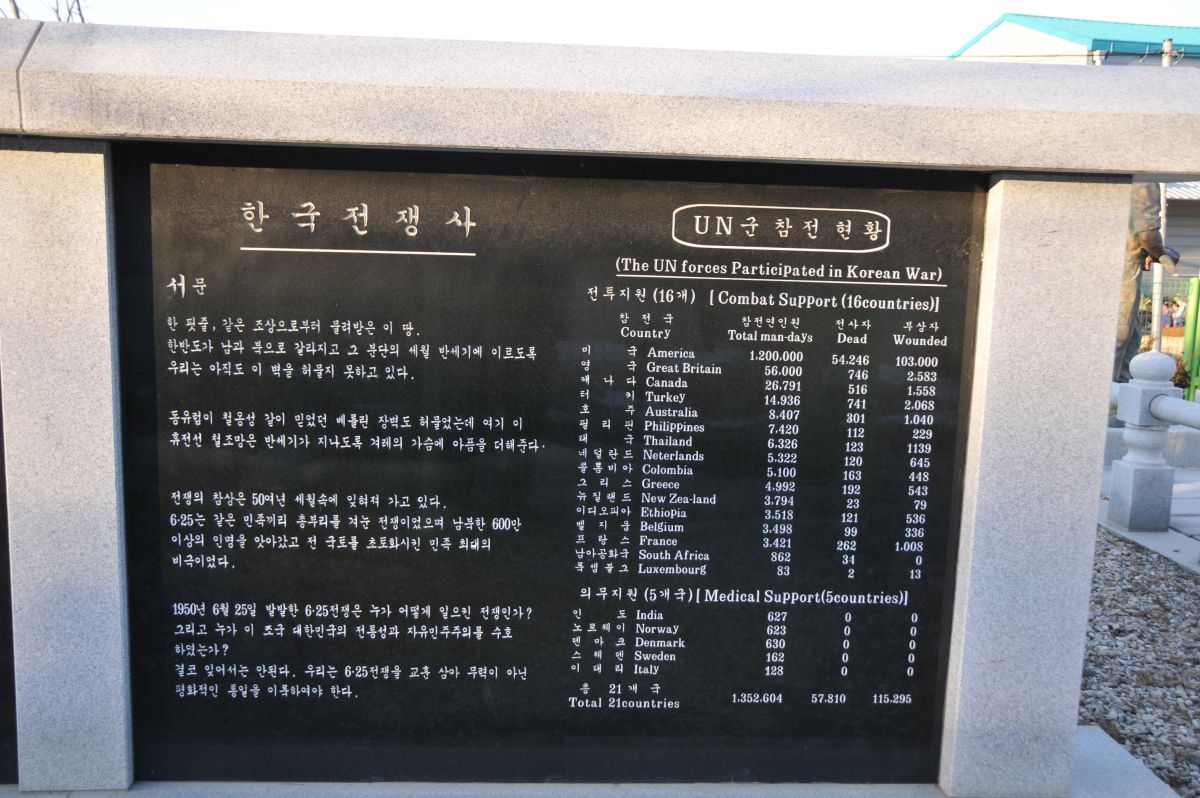 한국전쟁사
서문
한 핏줄, 같은 조상으로부터 물려받은 이 땅.
한반도가 남과 북으로 갈라지고 그 분단의 세월 반세기에 이르도록
우리는 아직도 이 벽을 허물지 못하고 있다.
동유럽이 철옹성 같이 믿었던 베를린 장벽도 허물었는데 여기 이
휴전선 철조망은 반세기가 지나도록 겨레의 가슴에 아픔을 더해준다.
전쟁의 참상은 50여년 세월속에 잊혀져 가고 있다.
6·25는 같은 민족끼리 총부리를 겨눈 전쟁이었으며 남북한 600만
이상의 인명을 앗아갔고 전 국토를 초토화시킨 민족 최대의
비극이었다.
1950년 6월 25일 발발한 6·25전쟁은 누가 어떻게 일으킨 전쟁인가?
그리고 누가 이 조국 대한민국의 전통성과 자유민주주의를 수호
하였는가?
결코 잊어서는 안된다. 우리는 6·25전쟁을 교훈 삼아 무력이 아닌
평화적인 통일을 이룩하여야 한다.
UN군참전현황
(The UN forces Participated in Korean War)
전투지원 (16개) [Combat Support (16countries)]
참전국 참전연인원 전사자 부상자
Country Total man-days Dead Wounded
미국 America 1.200.000 54.246 103.000
영국 Great Britain 56.000 746 2.583
캐나다 Canada 26.791 516 1.558
터키 Turkey 14.936 741 2.068
호주 Australia 8.407 301 1.040
필리핀 Philippines 7.420 112 229
태국 Thailand 6.326 123 1139
네덜란드 Neterlands 5.322 120 645
콜롬비아 Colombia 5.100 163 448
그리스 Greece 4.992 192 543
뉴질랜드 New Zea-land 3.794 23 79
이디오피아 Ethiopia 3.518 121 536
벨지움 Belgium 3.498 99 336
프랑스 France 3.421 262 1.008
남아공화국 South Africa 862 34 0
룩셈불그 Luxembourg 83 2 13
의무지원 (5개국) [Medical Support(5countries)]
인도 India 627 0 0
노르웨이 Norway 623 0 0
덴마크 Denmark 630 0 0
스웨덴 Sweden 162 0 0
이태리 Italy 128 0 0
총 21개국
Total 21countries 1,352.604 57.810 115.295